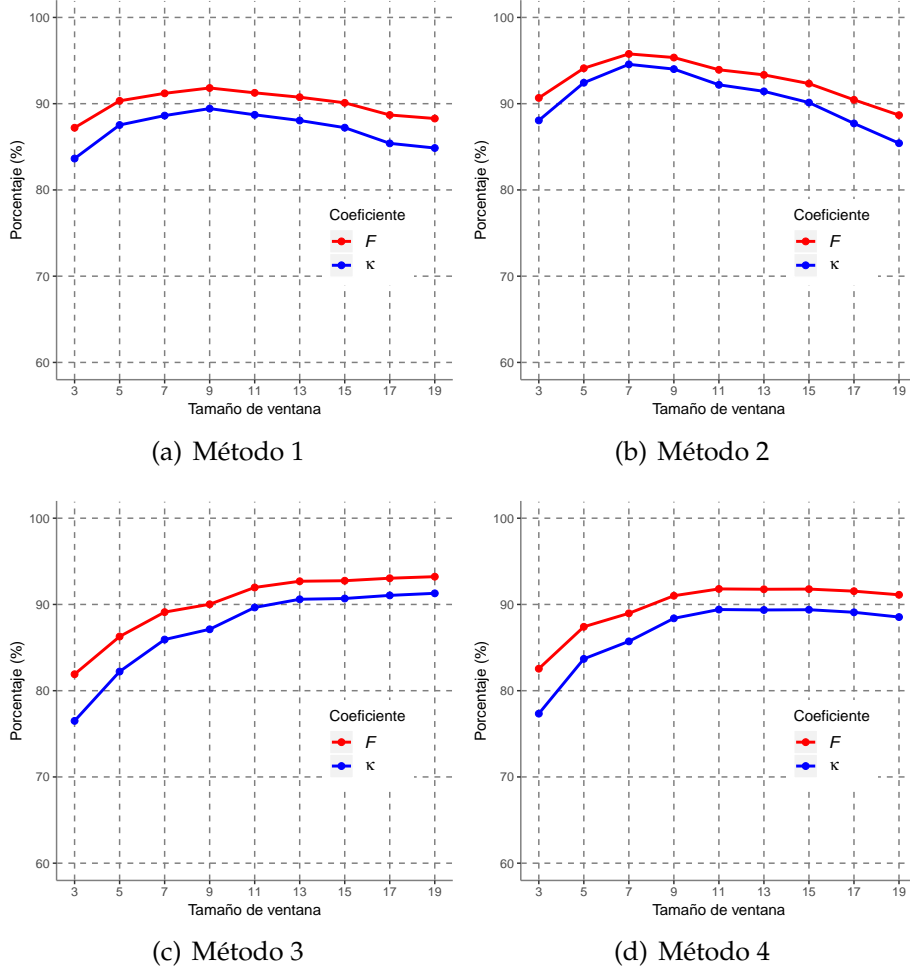 100
90
80
70
60
Porcentaje (%)
3 5 7 9 11 13 15 17 19
Tamaño de ventana
Coeficiente
F
κ
(a) Método 1
100
90
80
70
60
Porcentaje (%)
3 5 7 9 11 13 15 17 19
Tamaño de ventana
Coeficiente
F
κ
(b) Método 2
100
90
80
70
60
Porcentaje (%)
3 5 7 9 11 13 15 17 19
Tamaño de ventana
Coeficiente
F
κ
(c) Método 3
100
90
80
70
60
Porcentaje (%)
3 5 7 9 11 13 15 17 19
Tamaño de ventana
Coeficiente
F
κ
(d) Método 4